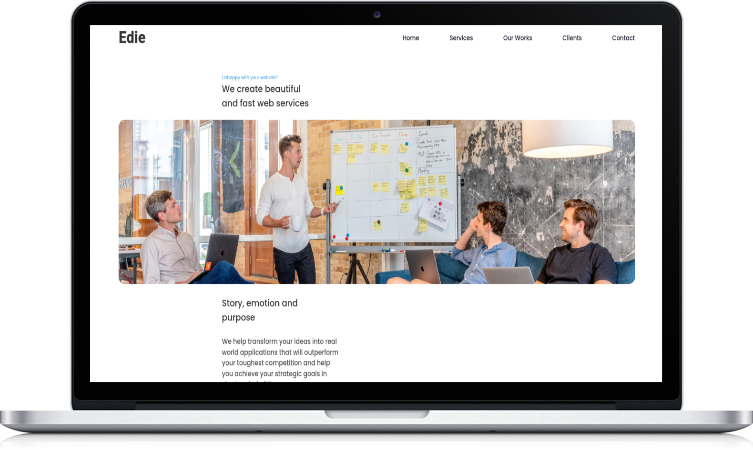 Edie
Home
Services
Our Works
Clients
Contact
Unhappy with your website?
We create beautiful
and fast web services
Story, emotion and
purpose
We help transform your ideas into real
world applications that will outperform
your toughest competition and help
you achieve your strategic goals in